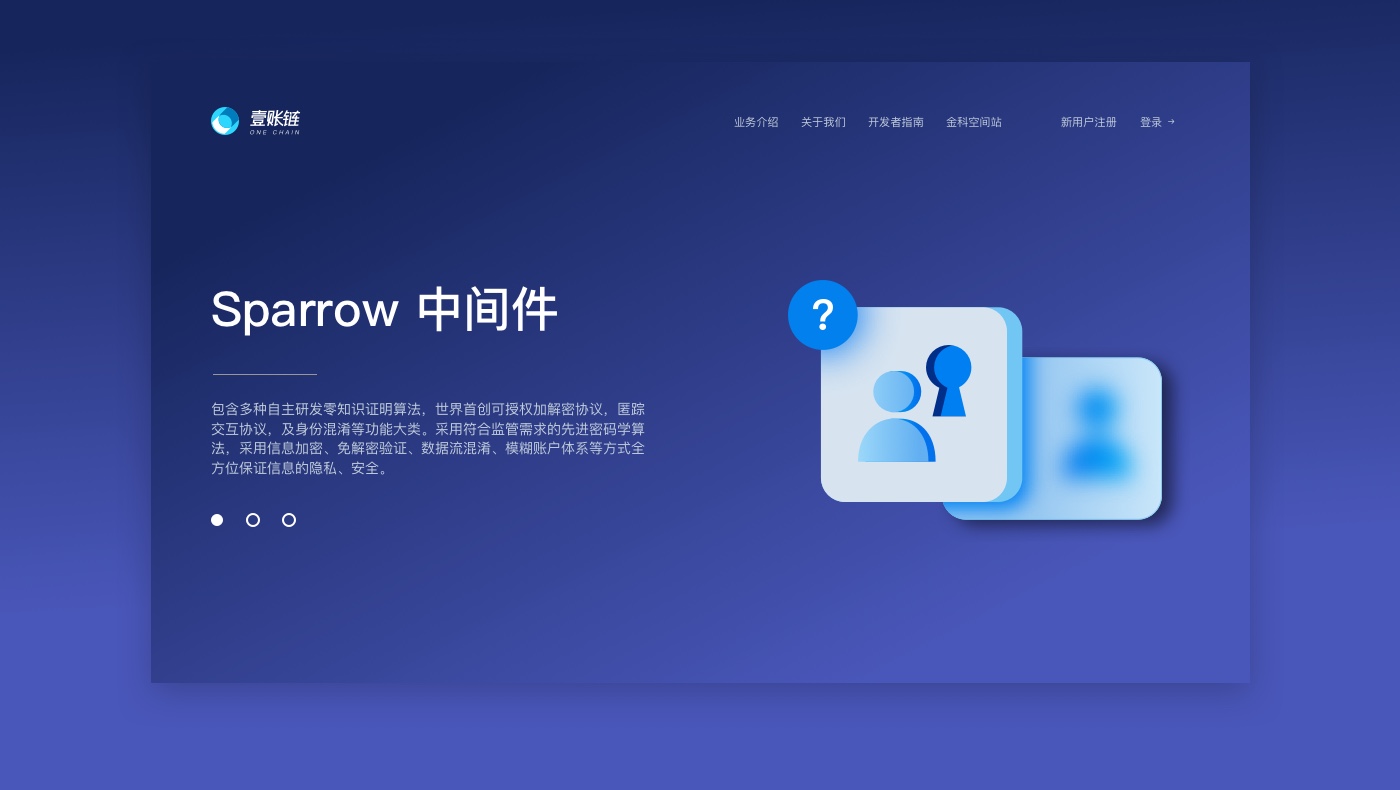 壹账链
ONE CHAIN
业务介绍 关于我们 开发者指南 金科空间站 新用户注册 登录 →
?
Sparrow 中间件
包含多种自主研发零知识证明算法，世界首创可授权加解密协议，匿踪
交互协议，及身份混淆等功能大类。采用符合监管需求的先进密码学算
法，采用信息加密、免解密验证、数据流混淆、模糊账户体系等方式全
方位保证信息的隐私、安全。